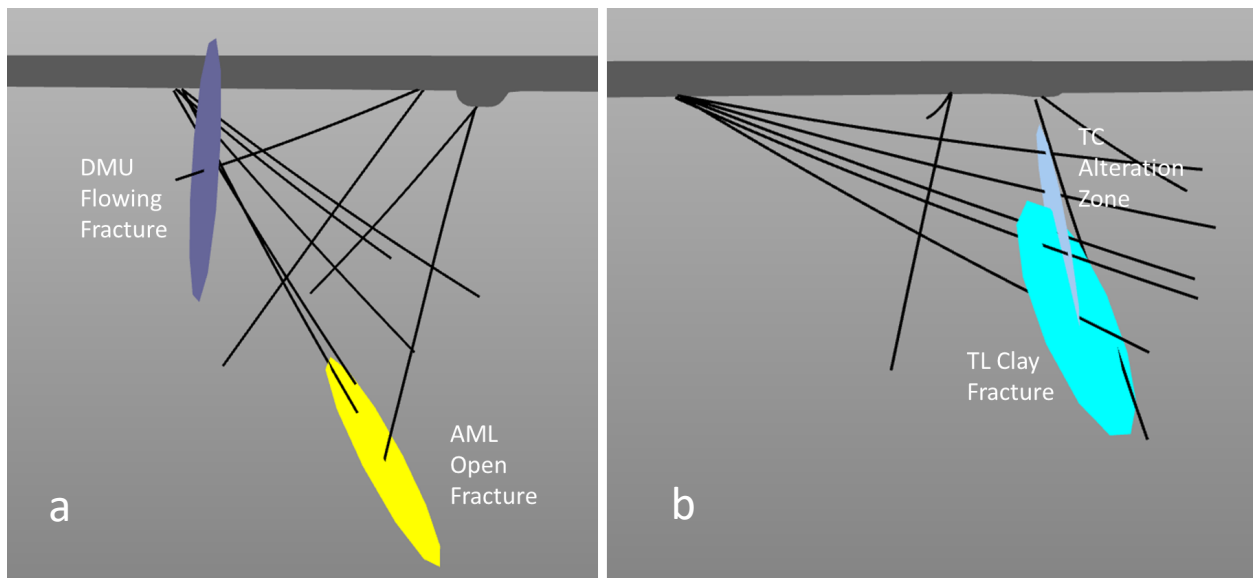 DMU
Flowing
Fracture
AML
Open
Fracture
a
TC
Alteration
Zone
TL Clay
Fracture
b